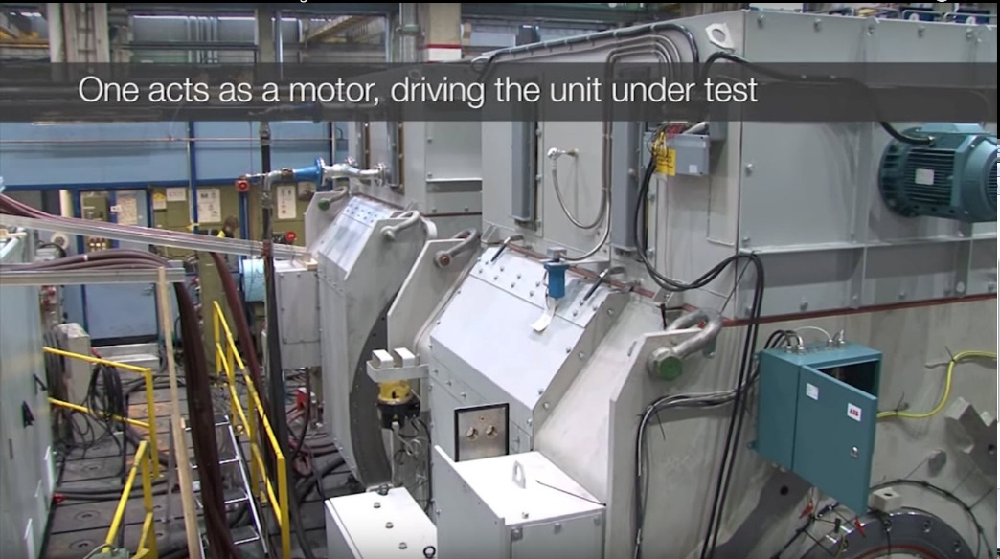 One acts as a motor, driving the unit under test
ABB